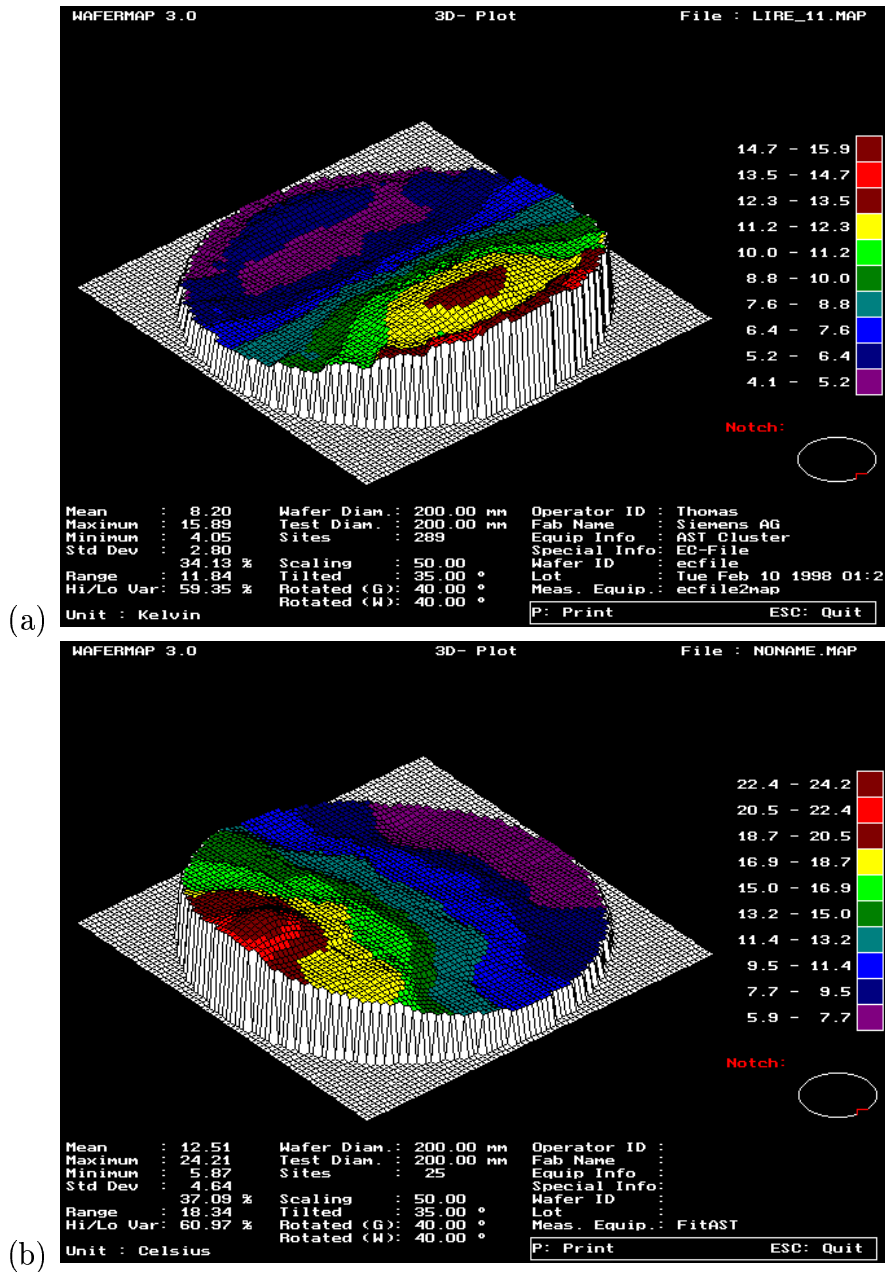 WAFERMAP 3.0 3D- Plot File : LIRE_11.MAP
14.7 - 15.9
13.5 - 14.7
12.3 - 13.5
11.2 - 12.3
10.0 - 11.2
8.8 - 10.0
7.6 - 8.8
6.4 - 7.6
5.2 - 6.4
4.1 - 5.2
Notch:
Mean : 8.20 Wafer Diam.: 200.00 mm Operator ID : Thomas
Maximum : 15.89 Test Diam. : 200.00 mm Fab Name : Siemens AG
Minimum : 4.05 Sites : 289 Equip Info : AST Cluster
Std Dev : 2.80 Special Info: EC-File
34.13 % Scaling : 50.00 Wafer ID : ecfile
Range : 11.84 Tilted : 35.00 º Lot : Tue Feb 10 1998 01:2
Hi/Lo Var: 59.35 % Rotated (G): 40.00 º Meas. Equip.: ecfile2map
Rotated (W): 40.00 º
Unit : Kelvin P: Print ESC: Quit
(a)
WAFERMAP 3.0 3D- Plot File : NONAME.MAP
22.4 - 24.2
20.5 - 22.4
18.7 - 20.5
16.9 - 18.7
15.0 - 16.9
13.2 - 15.0
11.4 - 13.2
9.5 - 11.4
7.7 - 9.5
5.9 - 7.7
Notch:
Mean : 12.51 Wafer Diam.: 200.00 mm Operator ID :
Maximum : 24.21 Test Diam. : 200.00 mm Fab Name :
Minimum : 5.87 Sites : 25 Equip Info :
Std Dev : 4.64 Special Info:
37.09 % Scaling : 50.00 Wafer ID :
Range : 18.34 Tilted : 35.00 º Lot :
Hi/Lo Var: 60.97 % Rotated (G): 40.00 º Meas. Equip.: FitAST
Rotated (W): 40.00 º
Unit : Celsius P: Print ESC: Quit
(b)